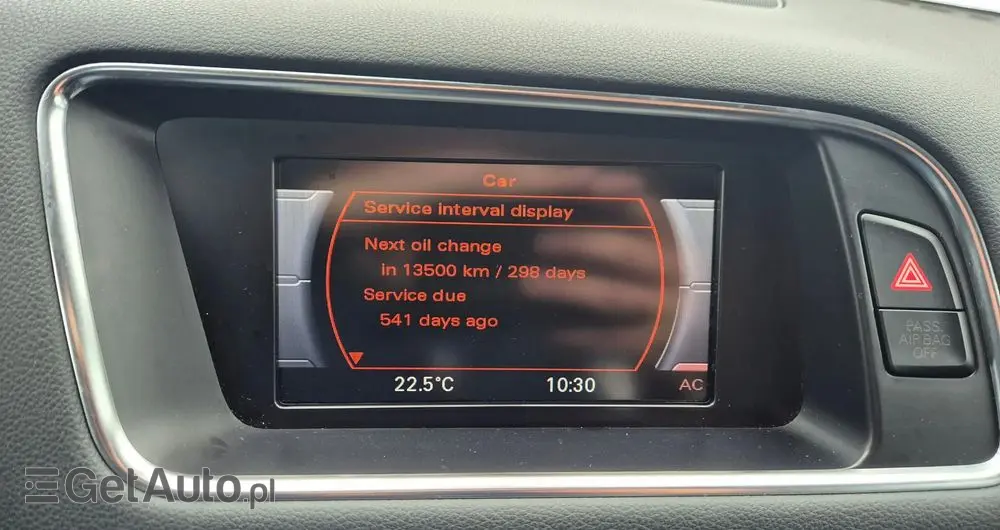 Car
Service interval display
Next oil change
in 13500 km / 298 days
Service due
541 days ago
22.5°C 10:30 AC
PASS.
AIR BAG
OFF
GetAuto.pl